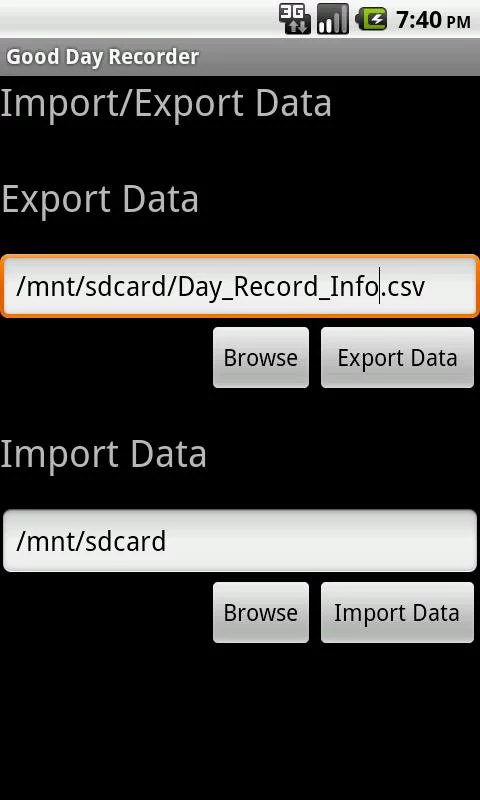 3G 7:40 PM
Good Day Recorder
Import/Export Data
Export Data
/mnt/sdcard/Day_Record_Info.csv
Browse Export Data
Import Data
/mnt/sdcard
Browse Import Data